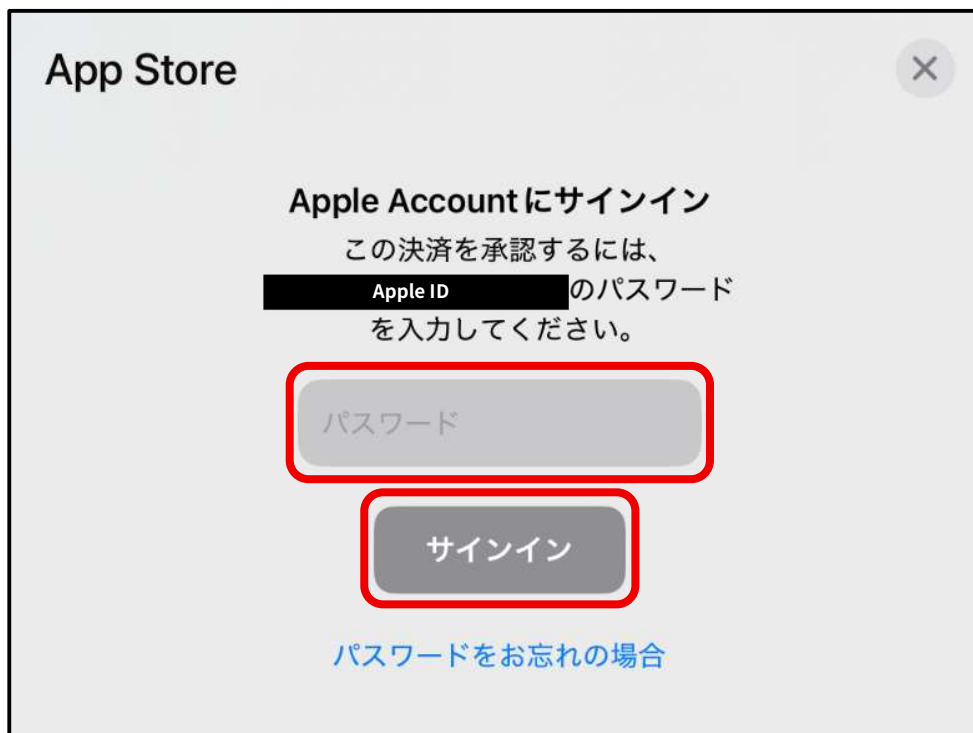 App Store
Apple Accountにサインイン
この決済を承認するには、
Apple IDのパスワード
を入力してください。
パスワード
サインイン
パスワードをお忘れの場合